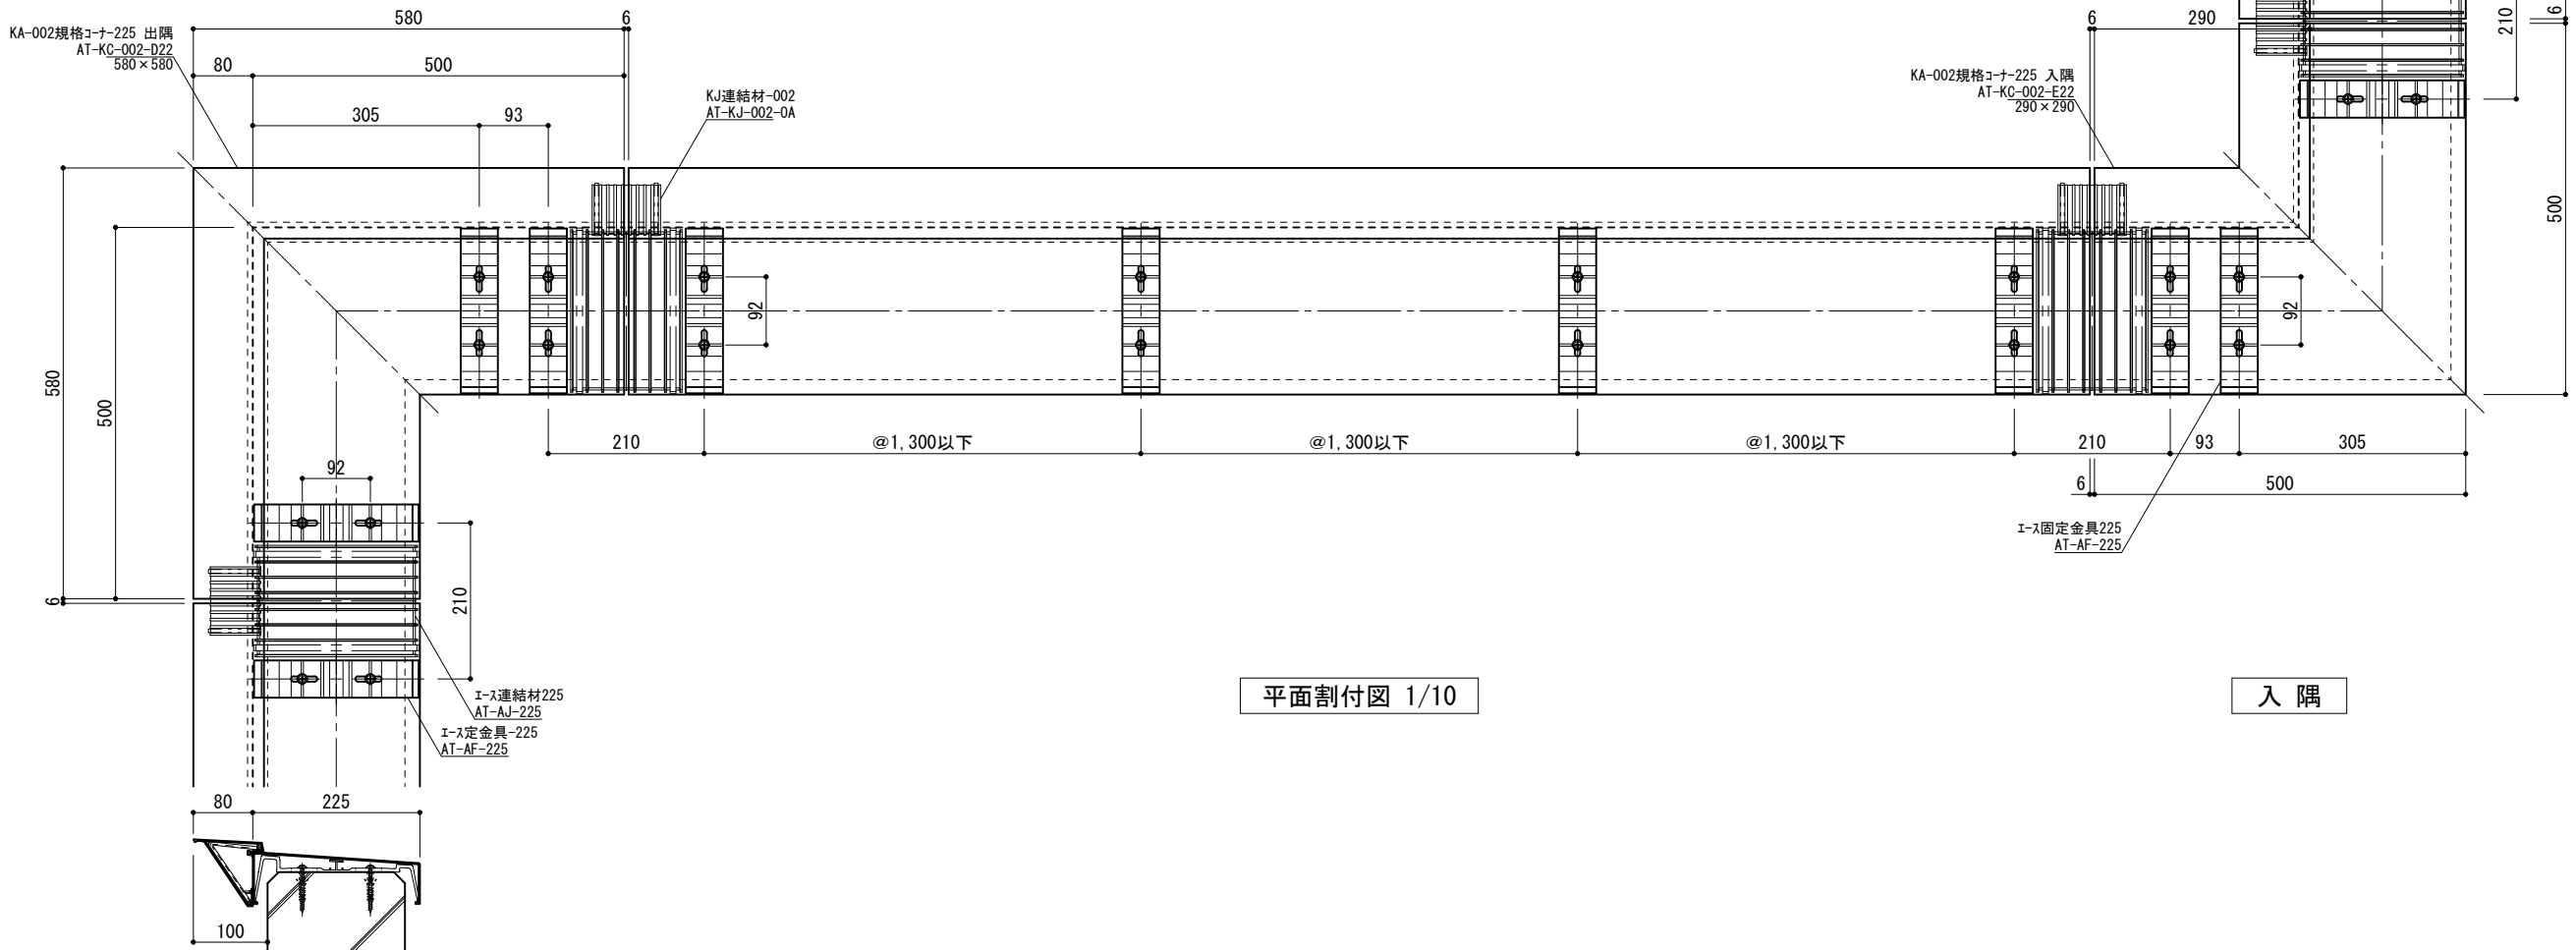 580
6
6
290
210
6
KA-002規格ｺｰﾅｰ225 出隅
AT-KC-002-D22
580×580
80
500
KJ連結材-002
AT-KJ-002-OA
KA-002規格ｺｰﾅｰ225 入隅
AT-KC-002-E22
290×290
305
93
500
580
500
92
92
210
@1,300以下
@1,300以下
@1,300以下
210
93
305
92
6
500
ｴｰｽ固定金具225
AT-AF-225
6
210
ｴｰｽ連結材225
AT-AJ-225
ｴｰｽ定金具-225
AT-AF-225
平面割付図 1/10
入 隅
80
225
100